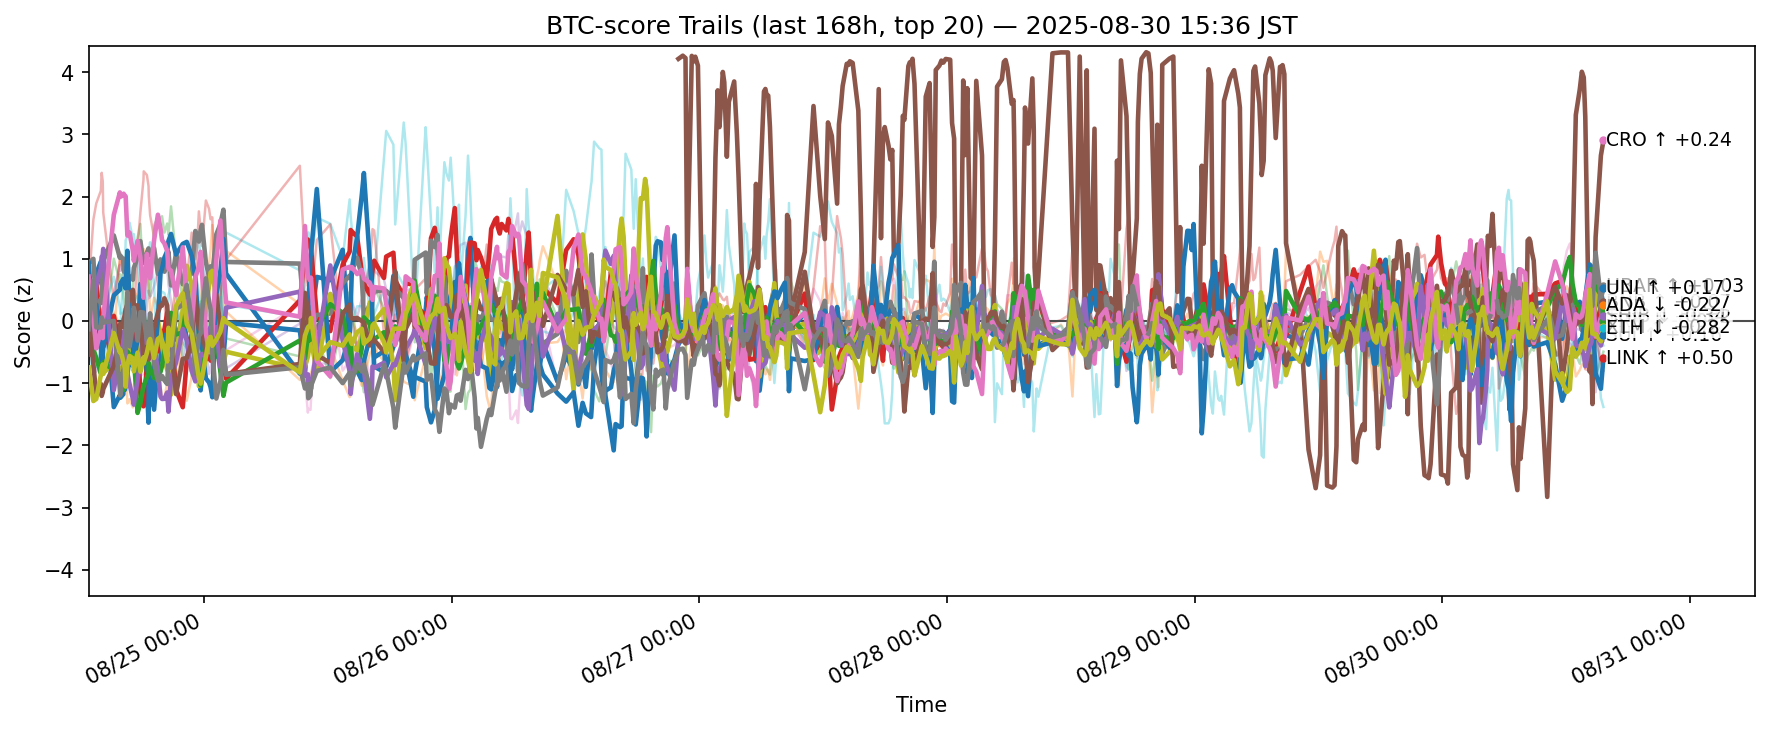 BTC-score Trails (last 168h, top 20) — 2025-08-30 15:36 JST
Score (z)
4
3
2
1
0
−1
−2
−3
−4
CRO ↑ +0.24
UNI ↑ +0.17
ADA ↓ -0.22
ETH ↓ -0.28
LINK ↑ +0.50
08/25 00:00
08/26 00:00
08/27 00:00
08/28 00:00
08/29 00:00
08/30 00:00
08/31 00:00
Time